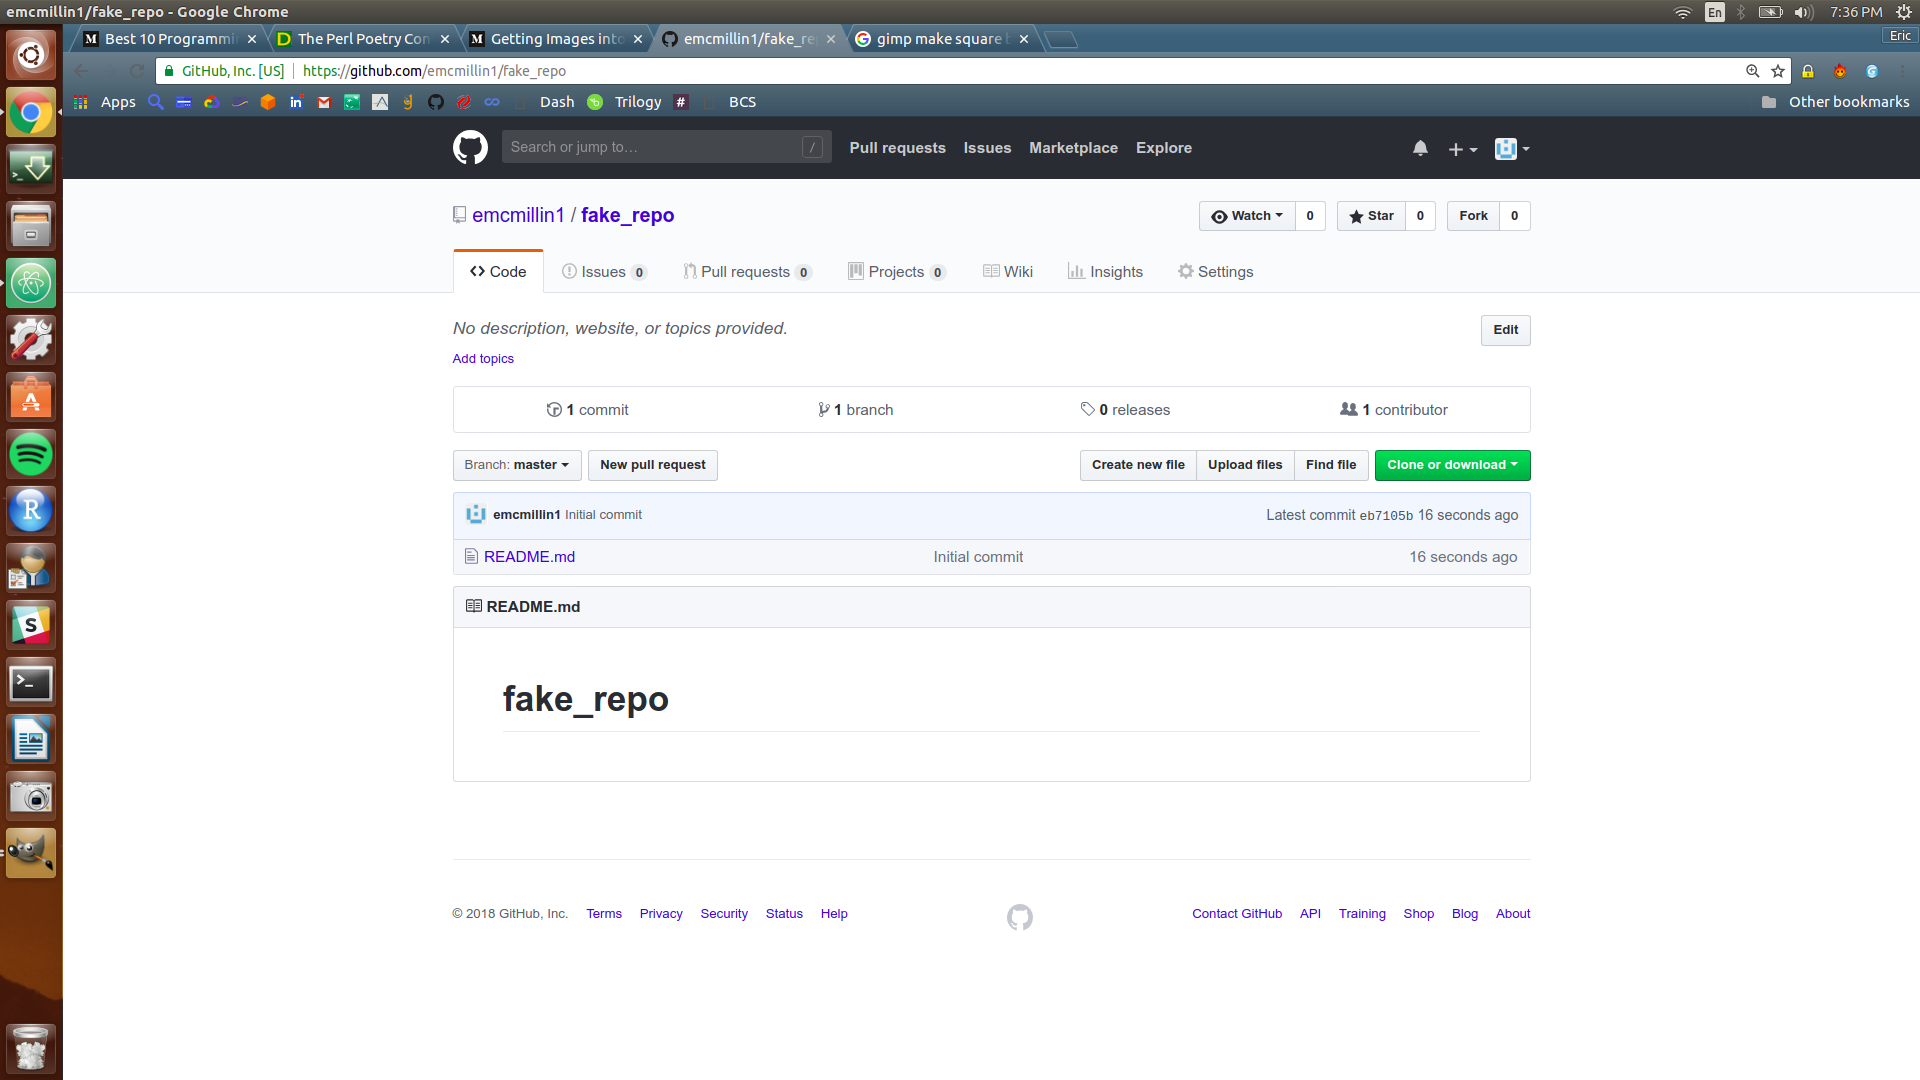 emcmillin1/fake_repo - Google Chrome
En
7:36 PM
Best 10 Programmi
The Perl Poetry Con
Getting Images into
emcmillin1/fake_re
gimp make square
Eric
GitHub, Inc. [US]
https://github.com/emcmillin1/fake_repo
Apps
Dash
Trilogy
#
BCS
Other bookmarks
Search or jump to…
/
Pull requests
Issues
Marketplace
Explore
emcmillin1 / fake_repo
Watch 0
Star 0
Fork 0
Code
Issues 0
Pull requests 0
Projects 0
Wiki
Insights
Settings
No description, website, or topics provided.
Edit
Add topics
1 commit
1 branch
0 releases
1 contributor
Branch: master
New pull request
Create new file
Upload files
Find file
Clone or download
emcmillin1 Initial commit
Latest commit eb7105b 16 seconds ago
README.md
Initial commit
16 seconds ago
README.md
fake_repo
© 2018 GitHub, Inc.
Terms
Privacy
Security
Status
Help
Contact GitHub
API
Training
Shop
Blog
About